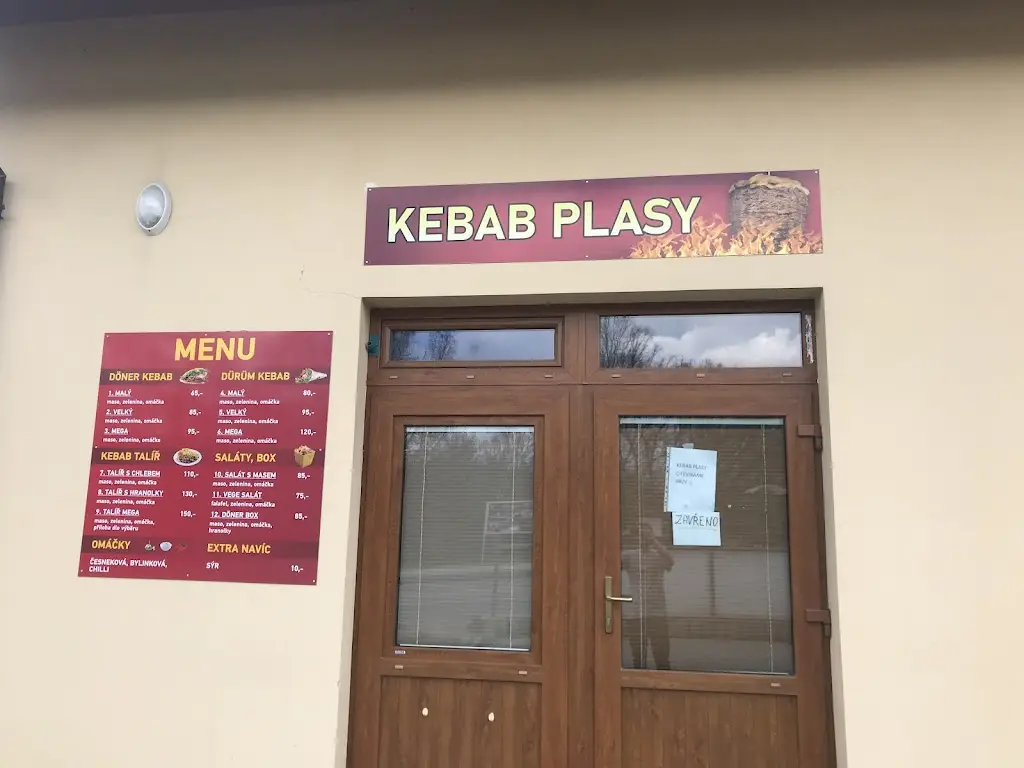 KEBAB PLASY
MENU
DÖNER KEBAB
1. MALÝ 65,-
maso, zelenina, omáčka
2. VELKÝ 85,-
maso, zelenina, omáčka
3. MEGA 95,-
maso, zelenina, omáčka
DÜRÜM KEBAB
4. MALÝ 80,-
maso, zelenina, omáčka
5. VELKÝ 95,-
maso, zelenina, omáčka
6. MEGA 120,-
maso, zelenina, omáčka
KEBAB TALÍŘ
7. TALÍŘ S CHLEBEM 110,-
maso, zelenina, omáčka
8. TALÍŘ S HRANOLKY 130,-
maso, zelenina, omáčka
9. TALÍŘ MEGA 150,-
maso, zelenina, omáčka,
příloha dle výběru
SALÁTY, BOX
10. SALÁT S MASEM 85,-
maso, zelenina, omáčka
11. VEGE SALÁT 75,-
falafel, zelenina, omáčka
12. DÖNER BOX 85,-
maso, zelenina, omáčka,
hranolky
OMÁČKY
ČESNEKOVÁ, BYLINKOVÁ,
CHILLI
EXTRA NAVÍC
SÝR 10,-
KEBAB PLASY
ZAVŘENO